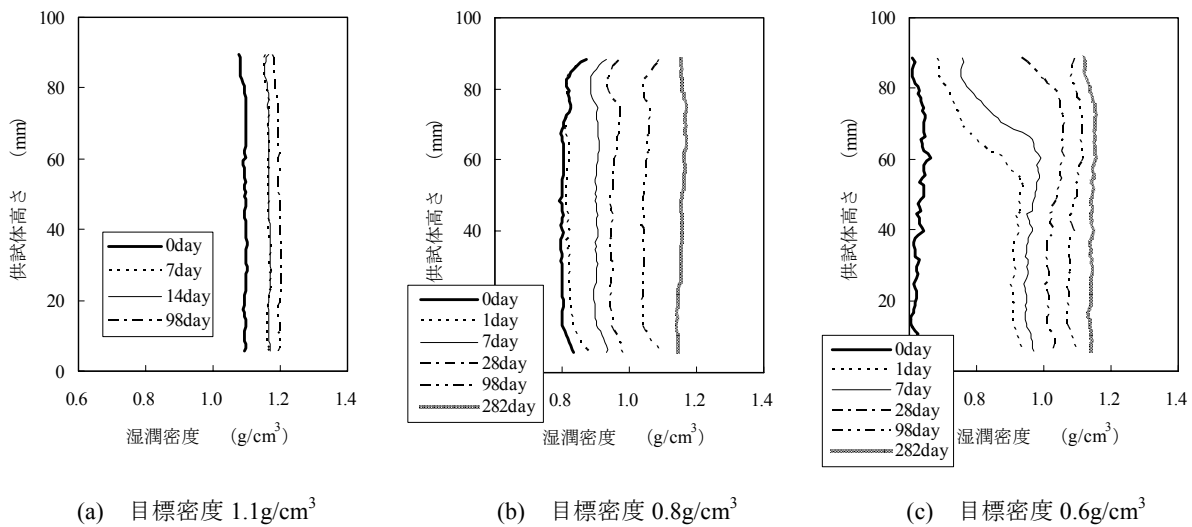 100
80
60
40
20
0
供試体高さ (mm)
0day
7day
14day
98day
0.6 0.8 1.0 1.2 1.4
湿潤密度 (g/cm³)
(a) 目標密度 1.1g/cm³
100
80
60
40
供試体高さ (mm)
0day
1day
7day
28day
98day
282day
0.8 1.0 1.2 1.4
湿潤密度 (g/cm³)
(b) 目標密度 0.8g/cm³
100
80
60
40
20
供試体高さ (mm)
0day
1day
7day
28day
98day
282day
0.8 1.0 1.2 1.4
湿潤密度 (g/cm³)
(c) 目標密度 0.6g/cm³